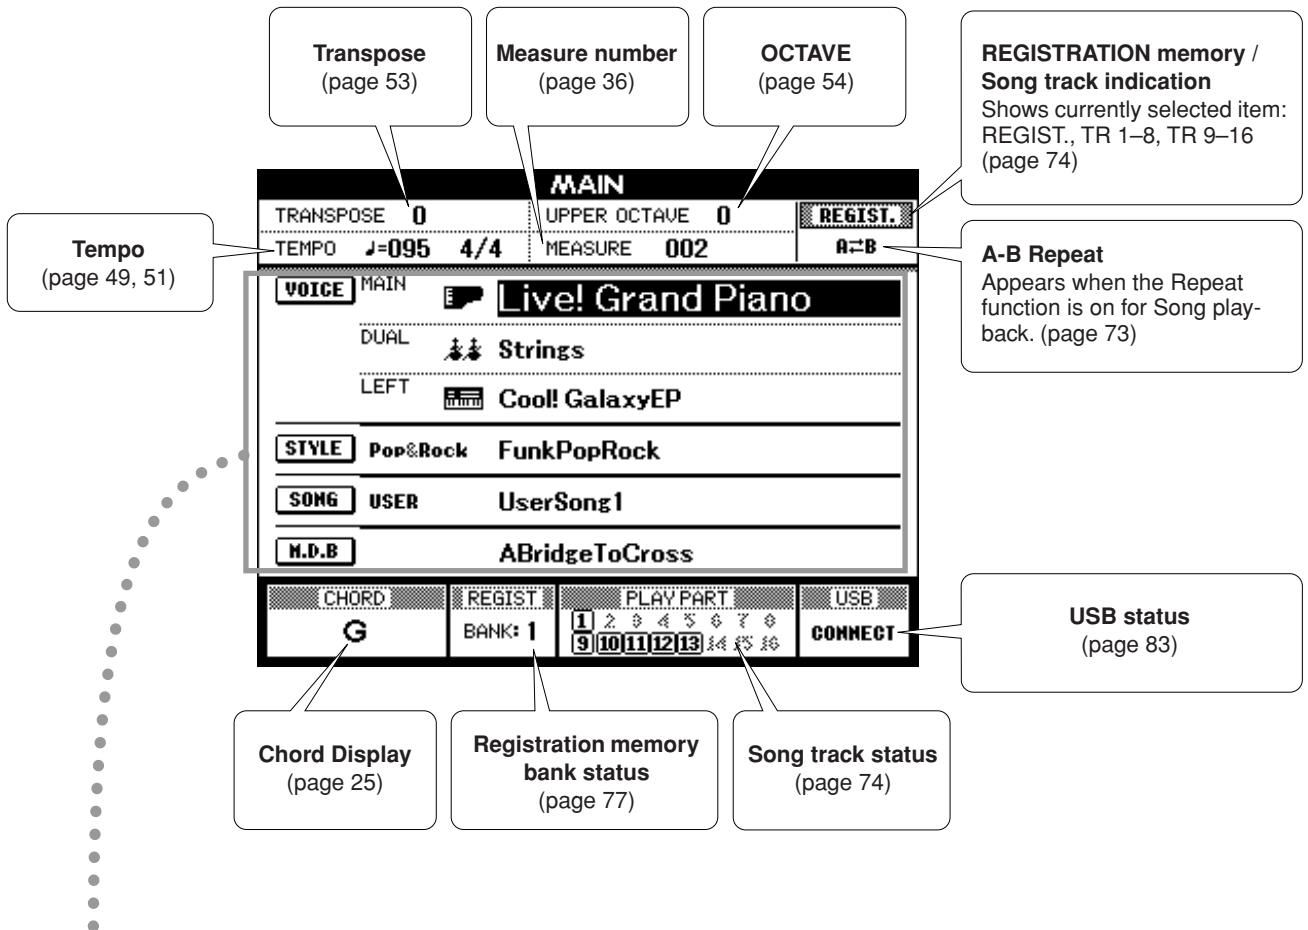 Transpose
(page 53)
Measure number
(page 36)
OCTAVE
(page 54)
REGISTRATION memory /
Song track indication
Shows currently selected item:
REGIST., TR 1–8, TR 9–16
(page 74)
Tempo
(page 49, 51)
A-B Repeat
Appears when the Repeat
function is on for Song play-
back. (page 73)
MAIN
TRANSPOSE 0 UPPER OCTAVE 0 REGIST.
TEMPO ♩=095 4/4 MEASURE 002 A⇄B
VOICE MAIN Live! Grand Piano
DUAL Strings
LEFT Cool! GalaxyEP
STYLE Pop&Rock FunkPopRock
SONG USER UserSong1
M.D.B ABridgeToCross
CHORD REGIST PLAY PART USB
G BANK: 1 1 2 3 4 5 6 7 8 CONNECT
9 10 11 12 13 14 15 16
USB status
(page 83)
Chord Display
(page 25)
Registration memory
bank status
(page 77)
Song track status
(page 74)